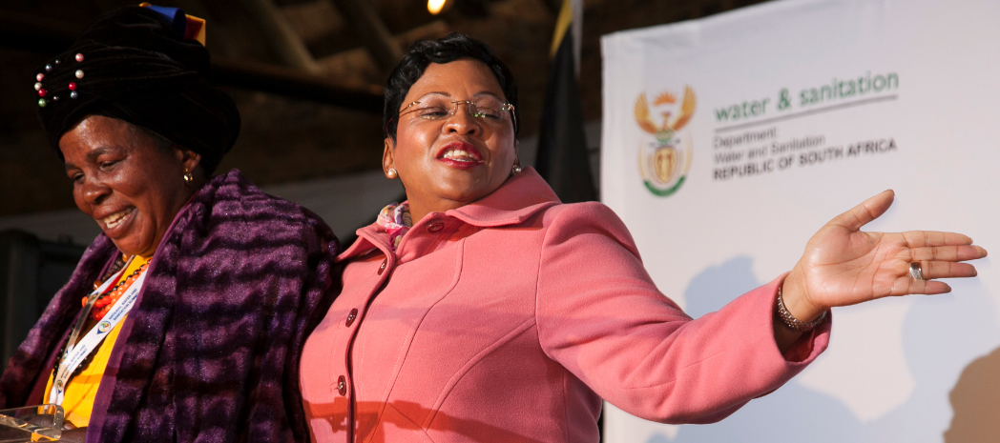 water & sanitation
Department:
Water and Sanitation
REPUBLIC OF SOUTH AFRICA